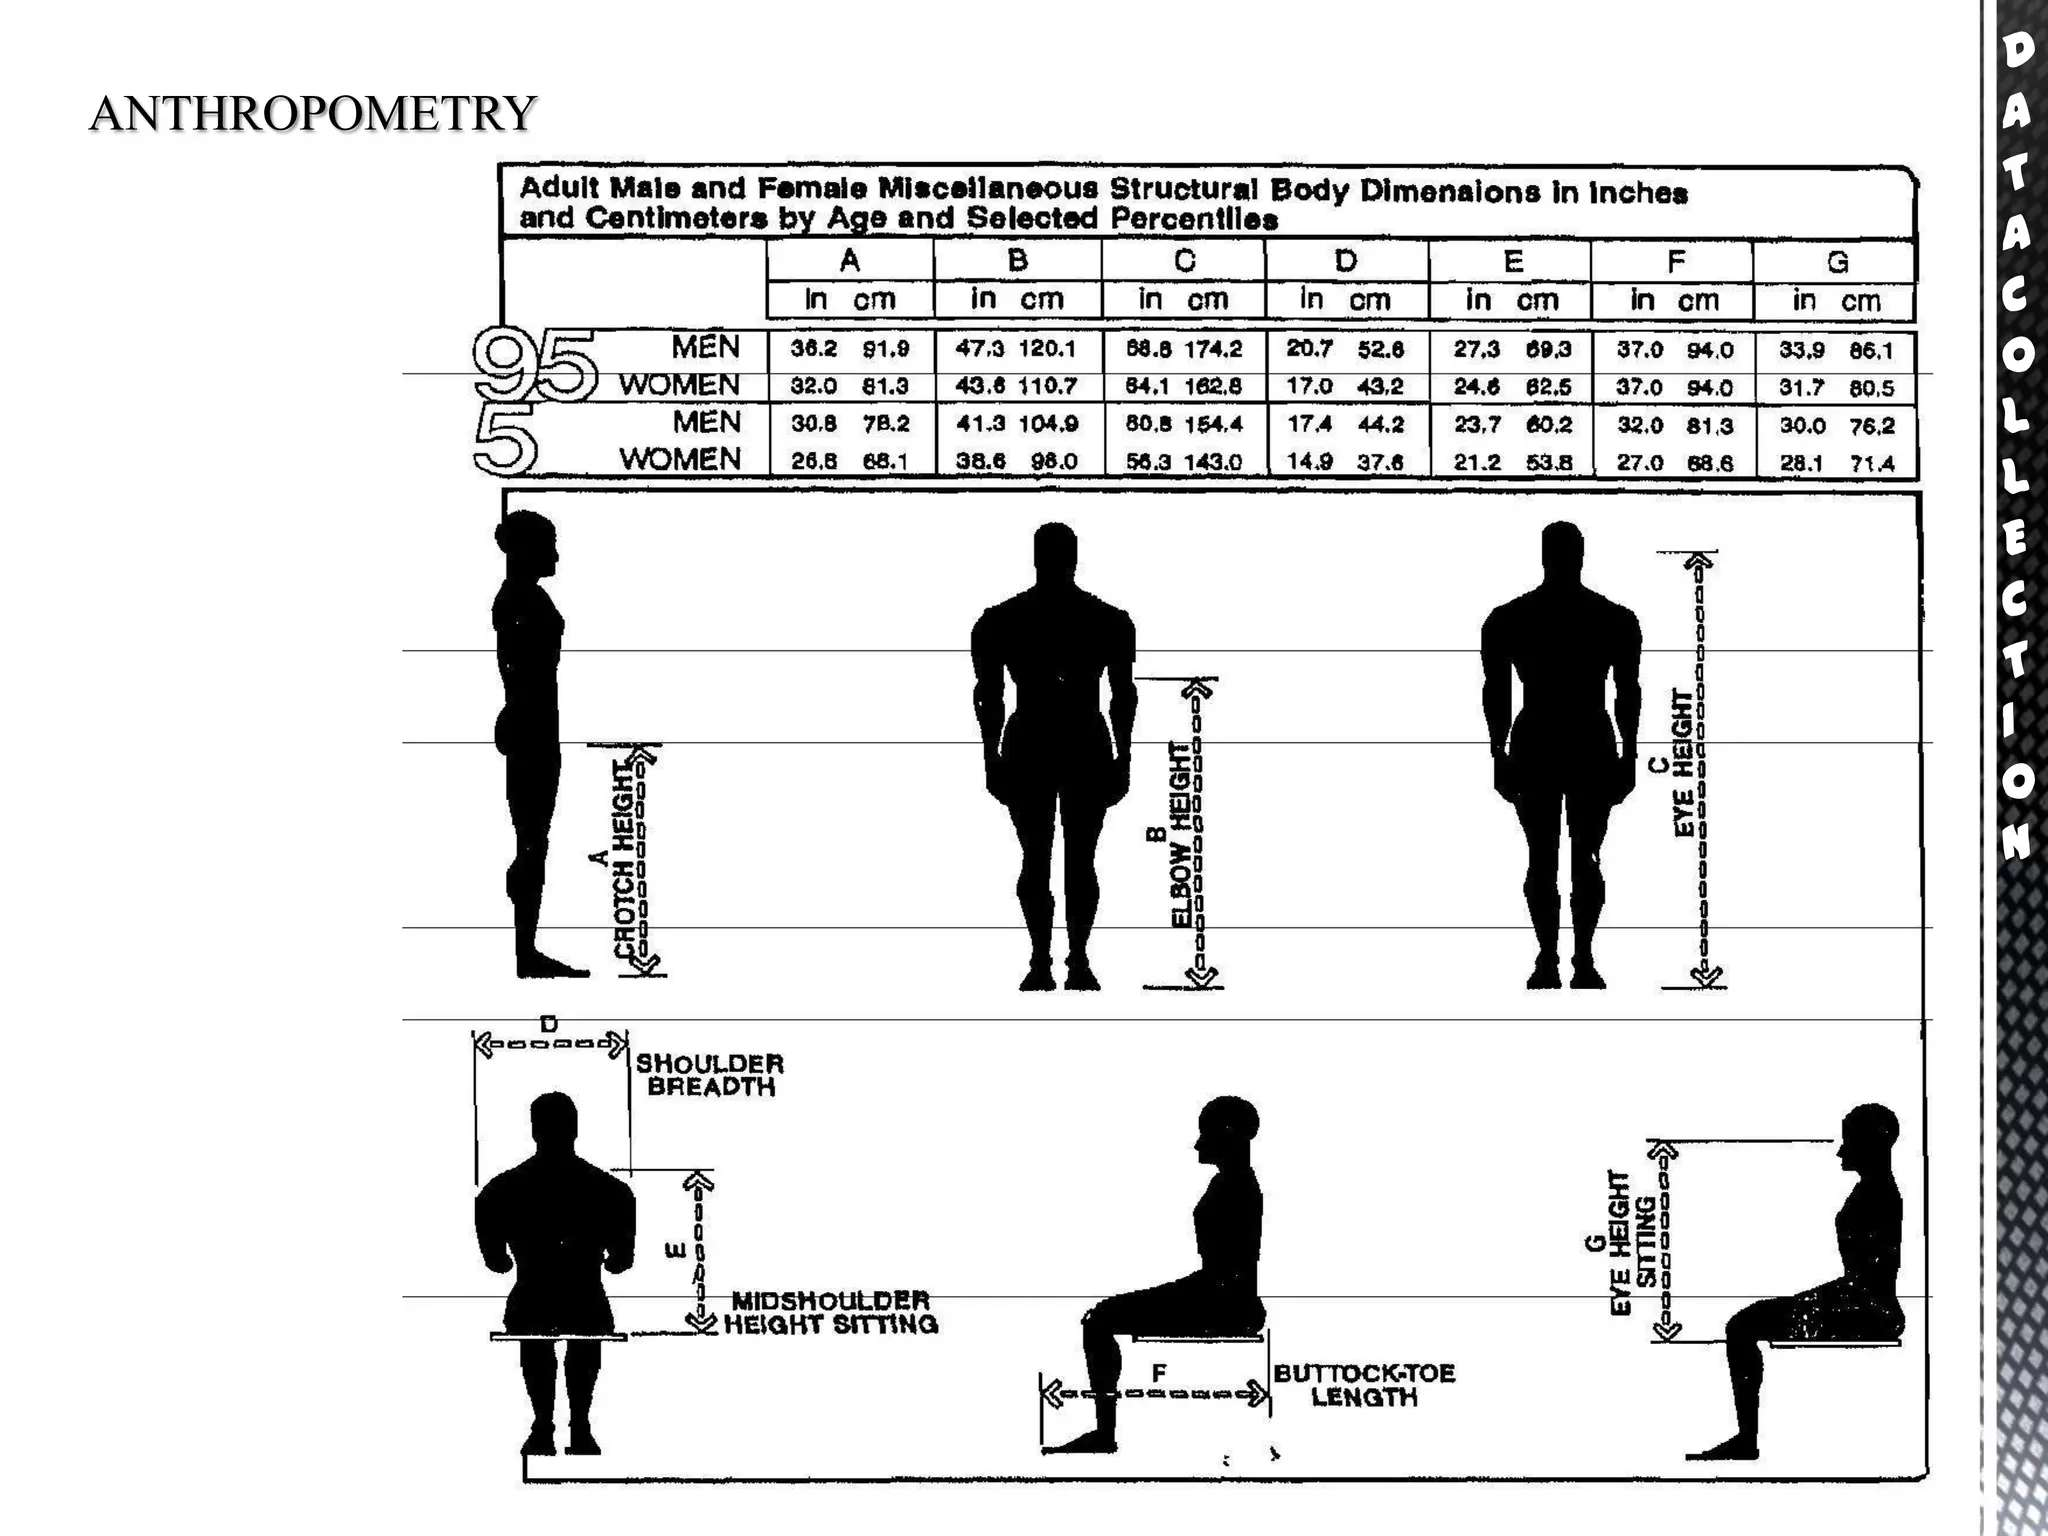 ANTHROPOMETRY
Adult Male and Female Miscellaneous Structural Body Dimensions in Inches
and Centimeters by Age and Selected Percentiles
A B C D E F G
in cm in cm in cm in cm in cm in cm in cm
95 MEN 36.2 91.9 47.3 120.1 68.6 174.2 20.7 52.6 27.3 69.3 37.0 94.0 33.9 86.1
WOMEN 32.0 81.3 43.6 110.7 64.1 162.8 17.0 43.2 24.6 62.5 37.0 94.0 31.7 80.5
5 MEN 30.8 78.2 41.3 104.9 60.8 154.4 17.4 44.2 23.7 60.2 32.0 81.3 30.0 76.2
WOMEN 26.8 68.1 38.6 98.0 56.3 143.0 14.9 37.8 21.2 53.8 27.0 68.6 28.1 71.4
A
CROTCH HEIGHT
B
ELBOW HEIGHT
C
EYE HEIGHT
D
SHOULDER
BREADTH
E
MIDSHOULDER
HEIGHT SITTING
F
BUTTOCK-TOE
LENGTH
G
EYE HEIGHT
SITTING
DATA COLLECTION